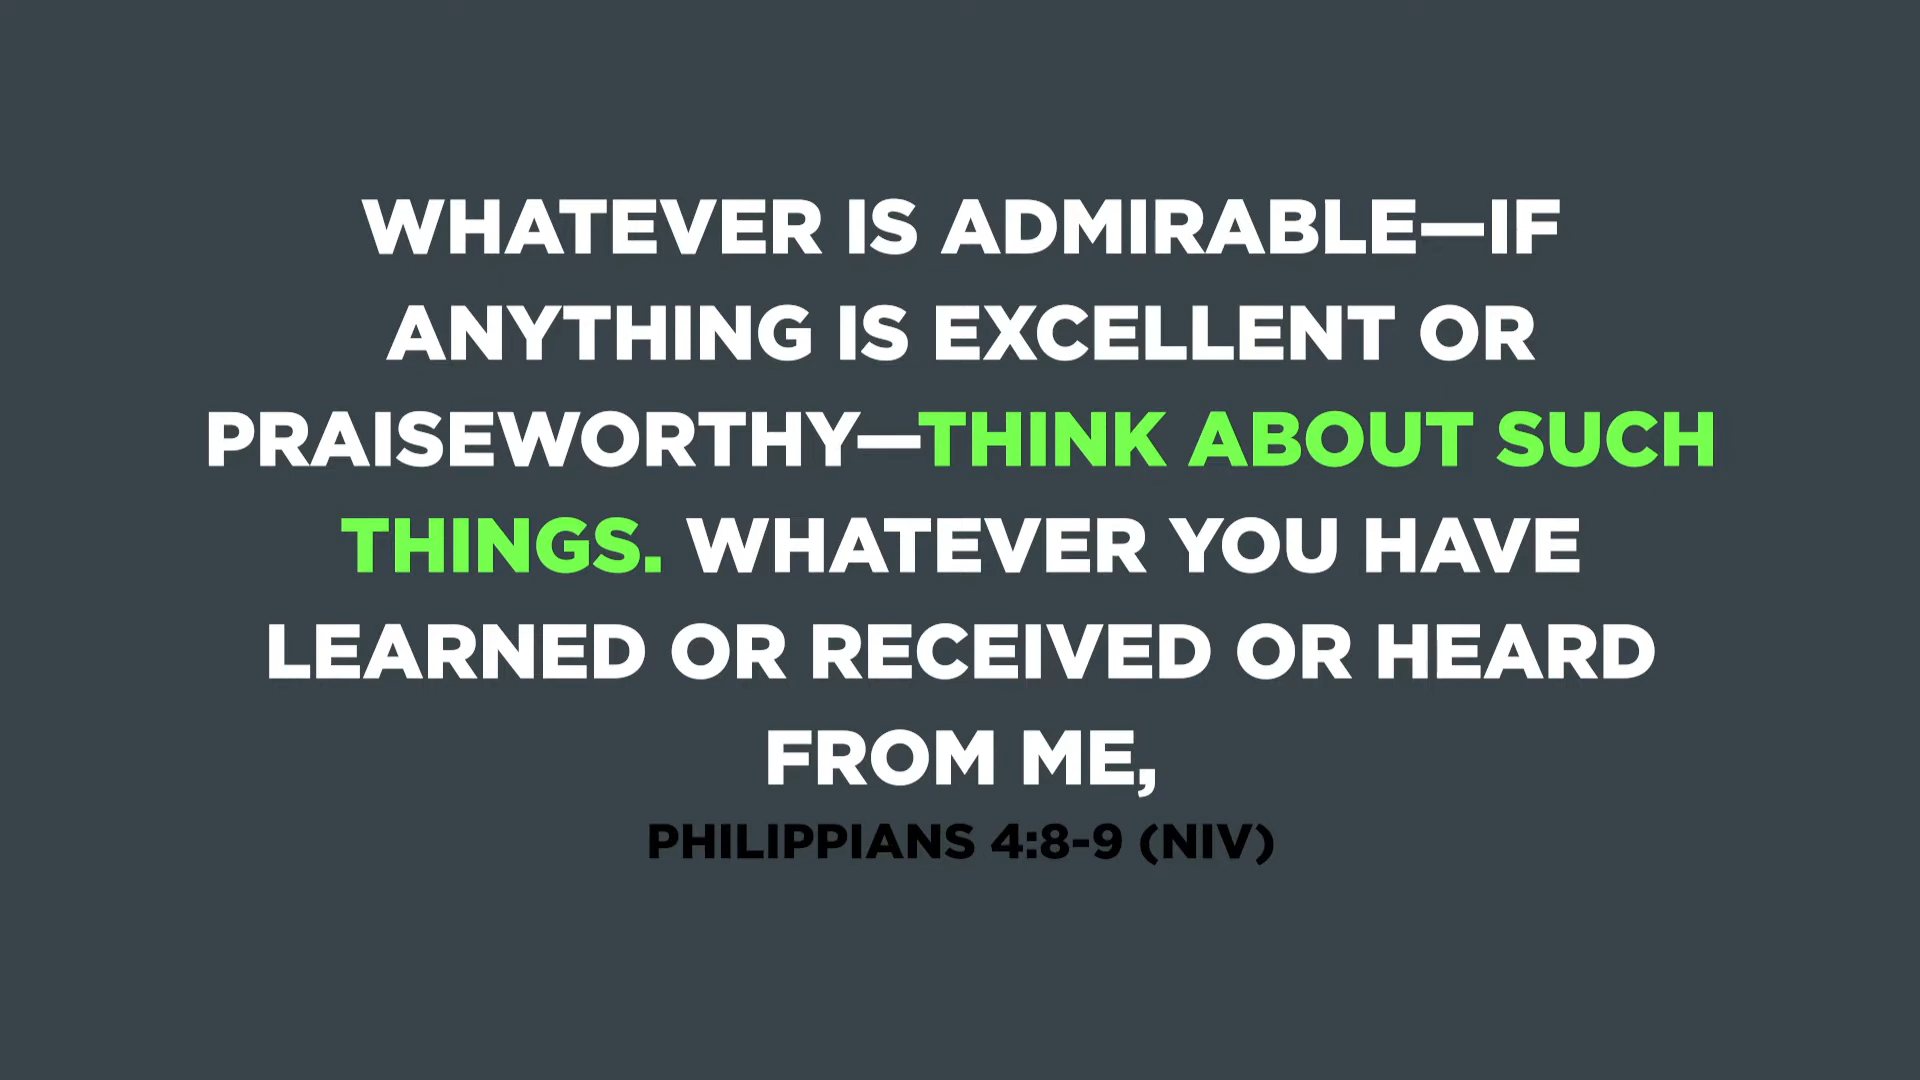 WHATEVER IS ADMIRABLE—IF
ANYTHING IS EXCELLENT OR
PRAISEWORTHY—THINK ABOUT SUCH
THINGS. WHATEVER YOU HAVE
LEARNED OR RECEIVED OR HEARD
FROM ME,
PHILIPPIANS 4:8-9 (NIV)